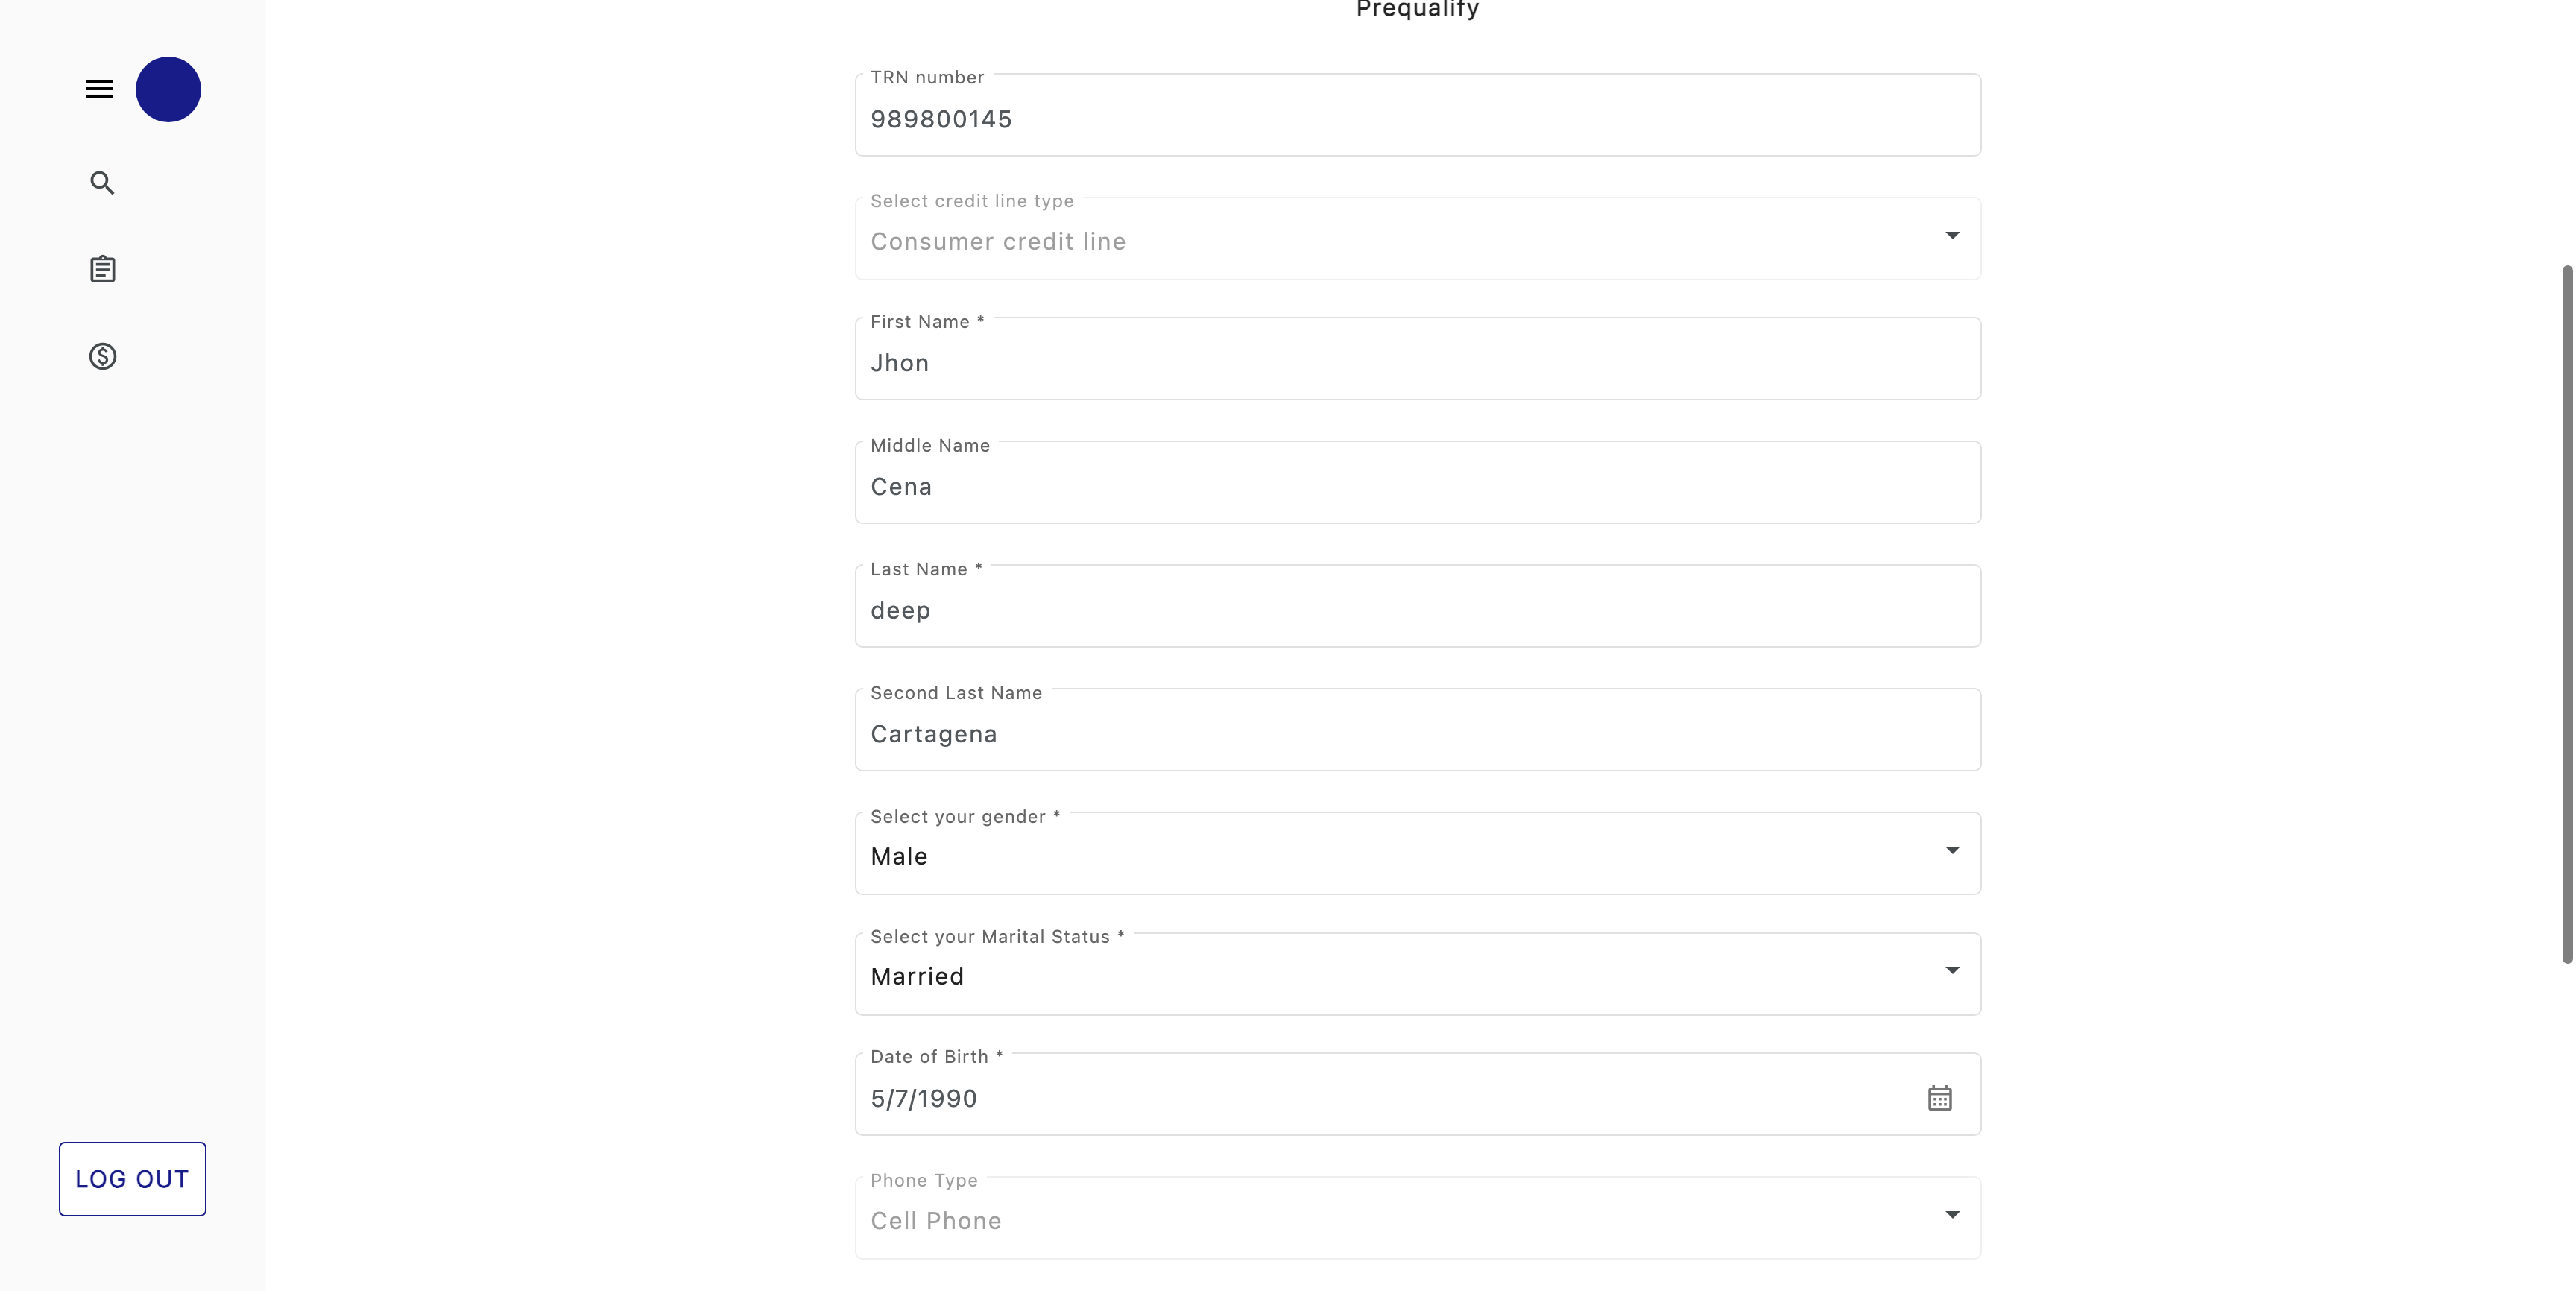 Prequalify
TRN number
989800145
Select credit line type
Consumer credit line
First Name *
Jhon
Middle Name
Cena
Last Name *
deep
Second Last Name
Cartagena
Select your gender *
Male
Select your Marital Status *
Married
Date of Birth *
5/7/1990
Phone Type
Cell Phone
LOG OUT